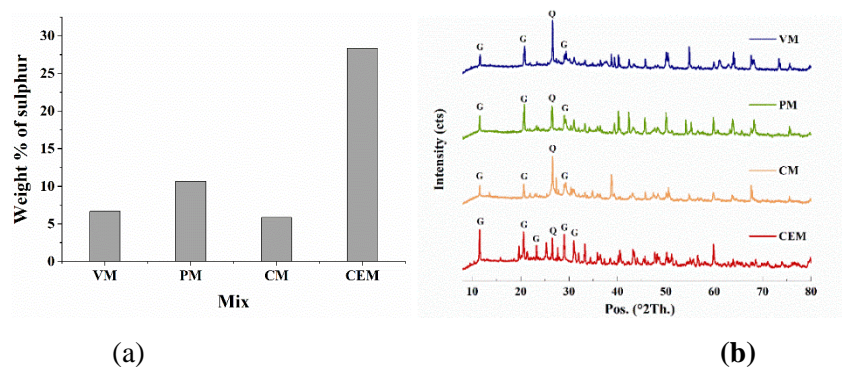 (a)
30
25
20
15
10
5
0
Weight % of sulphur
VM
PM
CM
CEM
Mix
(a)
(b)
Intensity (cts)
G
G
Q
G
VM
G
G
Q
G
PM
G
G
Q
G
CM
G
G
G
Q
G
G
CEM
10
20
30
40
50
60
70
80
Pos. (°2Th.)
(b)